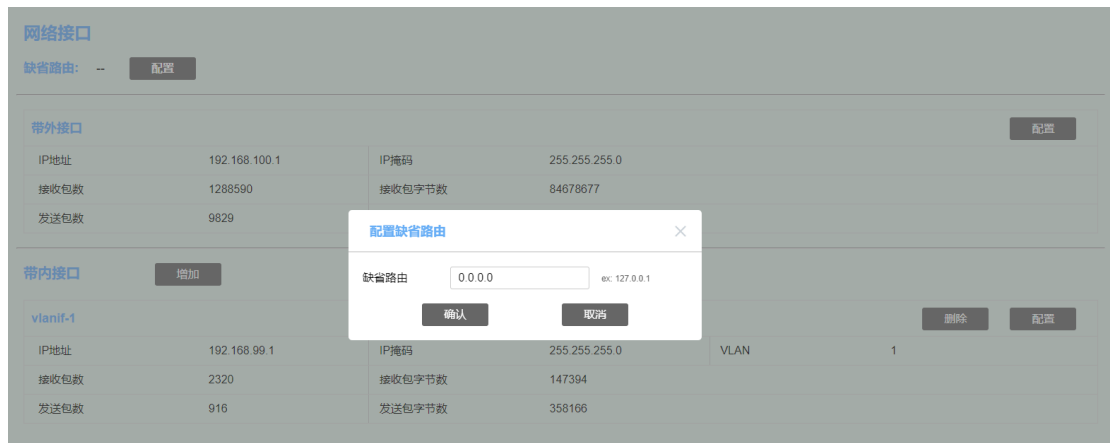 网络接口
缺省路由: -- 配置
带外接口 配置
IP地址 192.168.100.1 IP掩码 255.255.255.0
接收包数 1288590 接收包字节数 84678677
发送包数 9829
配置缺省路由
缺省路由 0.0.0.0 ex: 127.0.0.1
确认 取消
带内接口 增加
vlanif-1 删除 配置
IP地址 192.168.99.1 IP掩码 255.255.255.0 VLAN 1
接收包数 2320 接收包字节数 147394
发送包数 916 发送包字节数 358166